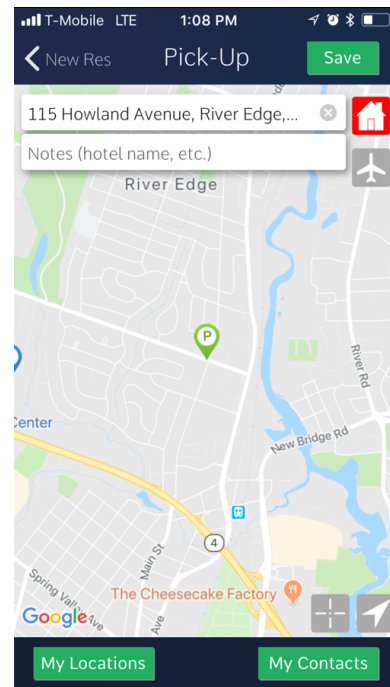 T-Mobile LTE 1:08 PM
New Res Pick-Up Save
115 Howland Avenue, River Edge,...
Notes (hotel name, etc.)
River Edge
P
River Rd
Center
New Bridge Rd
4
Main St
Spring Valley Ave
The Cheesecake Factory
Ave
Google
My Locations My Contacts